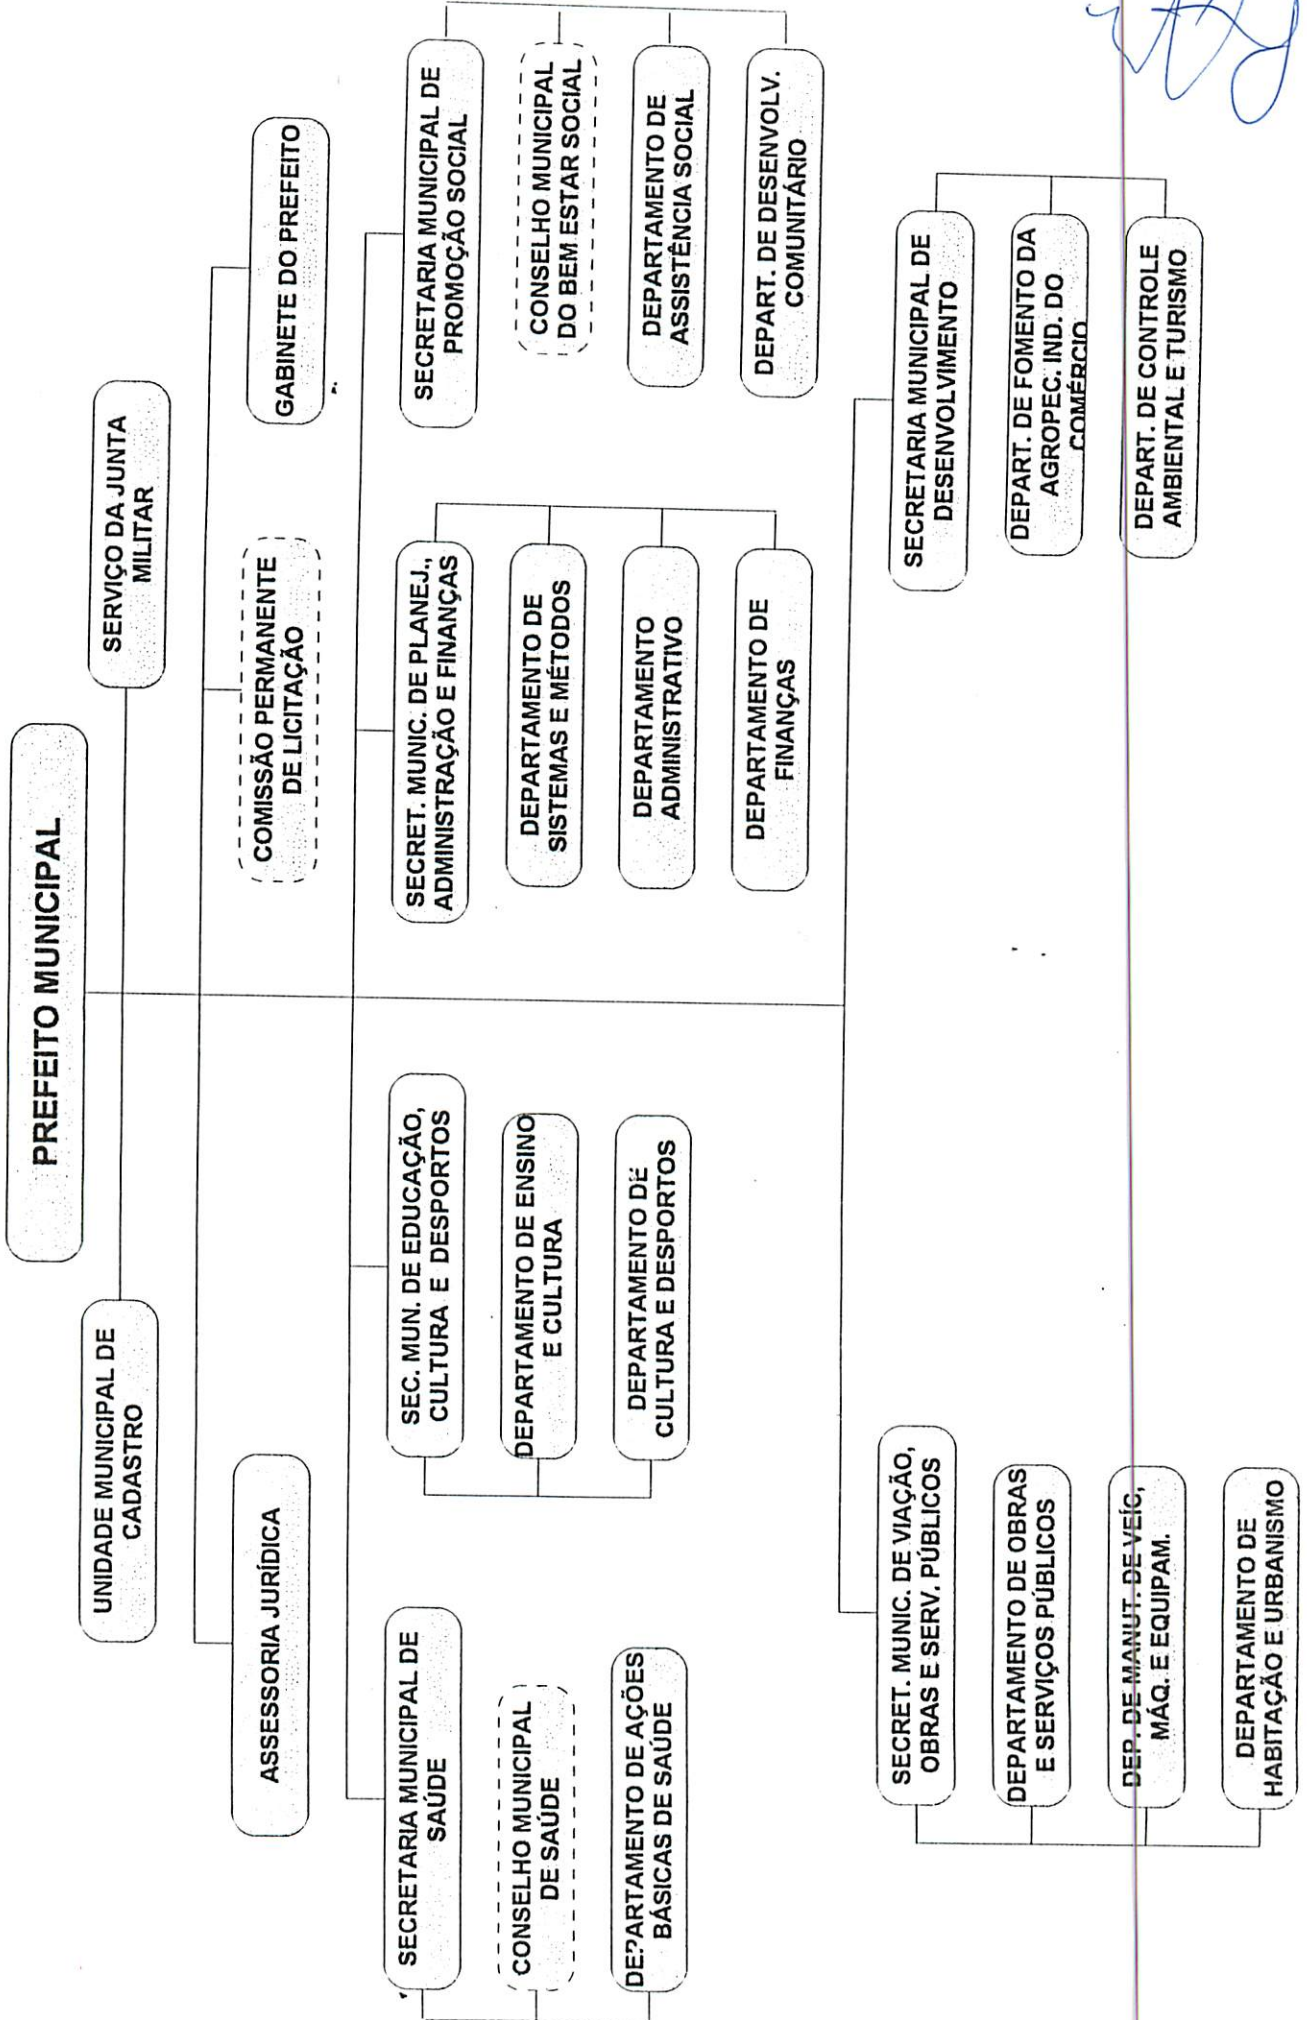 PREFEITO MUNICIPAL
UNIDADE MUNICIPAL DE
CADASTRO
SERVIÇO DA JUNTA
MILITAR
ASSESSORIA JURÍDICA
COMISSÃO PERMANENTE
DE LICITAÇÃO
GABINETE DO PREFEITO
SECRETARIA MUNICIPAL DE
SAÚDE
CONSELHO MUNICIPAL
DE SAÚDE
DEPARTAMENTO DE AÇÕES
BÁSICAS DE SAÚDE
SEC. MUN. DE EDUCAÇÃO,
CULTURA E DESPORTOS
DEPARTAMENTO DE ENSINO
E CULTURA
DEPARTAMENTO DE
CULTURA E DESPORTOS
SECRET. MUNIC. DE PLANEJ.,
ADMINISTRAÇÃO E FINANÇAS
DEPARTAMENTO DE
SISTEMAS E MÉTODOS
DEPARTAMENTO
ADMINISTRATIVO
DEPARTAMENTO DE
FINANÇAS
SECRETARIA MUNICIPAL DE
PROMOÇÃO SOCIAL
CONSELHO MUNICIPAL
DO BEM ESTAR SOCIAL
DEPARTAMENTO DE
ASSISTÊNCIA SOCIAL
DEPART. DE DESENVOLV.
COMUNITÁRIO
SECRET. MUNIC. DE VIAÇÃO,
OBRAS E SERV. PÚBLICOS
DEPARTAMENTO DE OBRAS
E SERVIÇOS PÚBLICOS
DEP. DE MANUT. DE VEÍC,
MÁQ. E EQUIPAM.
DEPARTAMENTO DE
HABITAÇÃO E URBANISMO
SECRETARIA MUNICIPAL DE
DESENVOLVIMENTO
DEPART. DE FOMENTO DA
AGROPEC. IND. DO
COMÉRCIO
DEPART. DE CONTROLE
AMBIENTAL E TURISMO